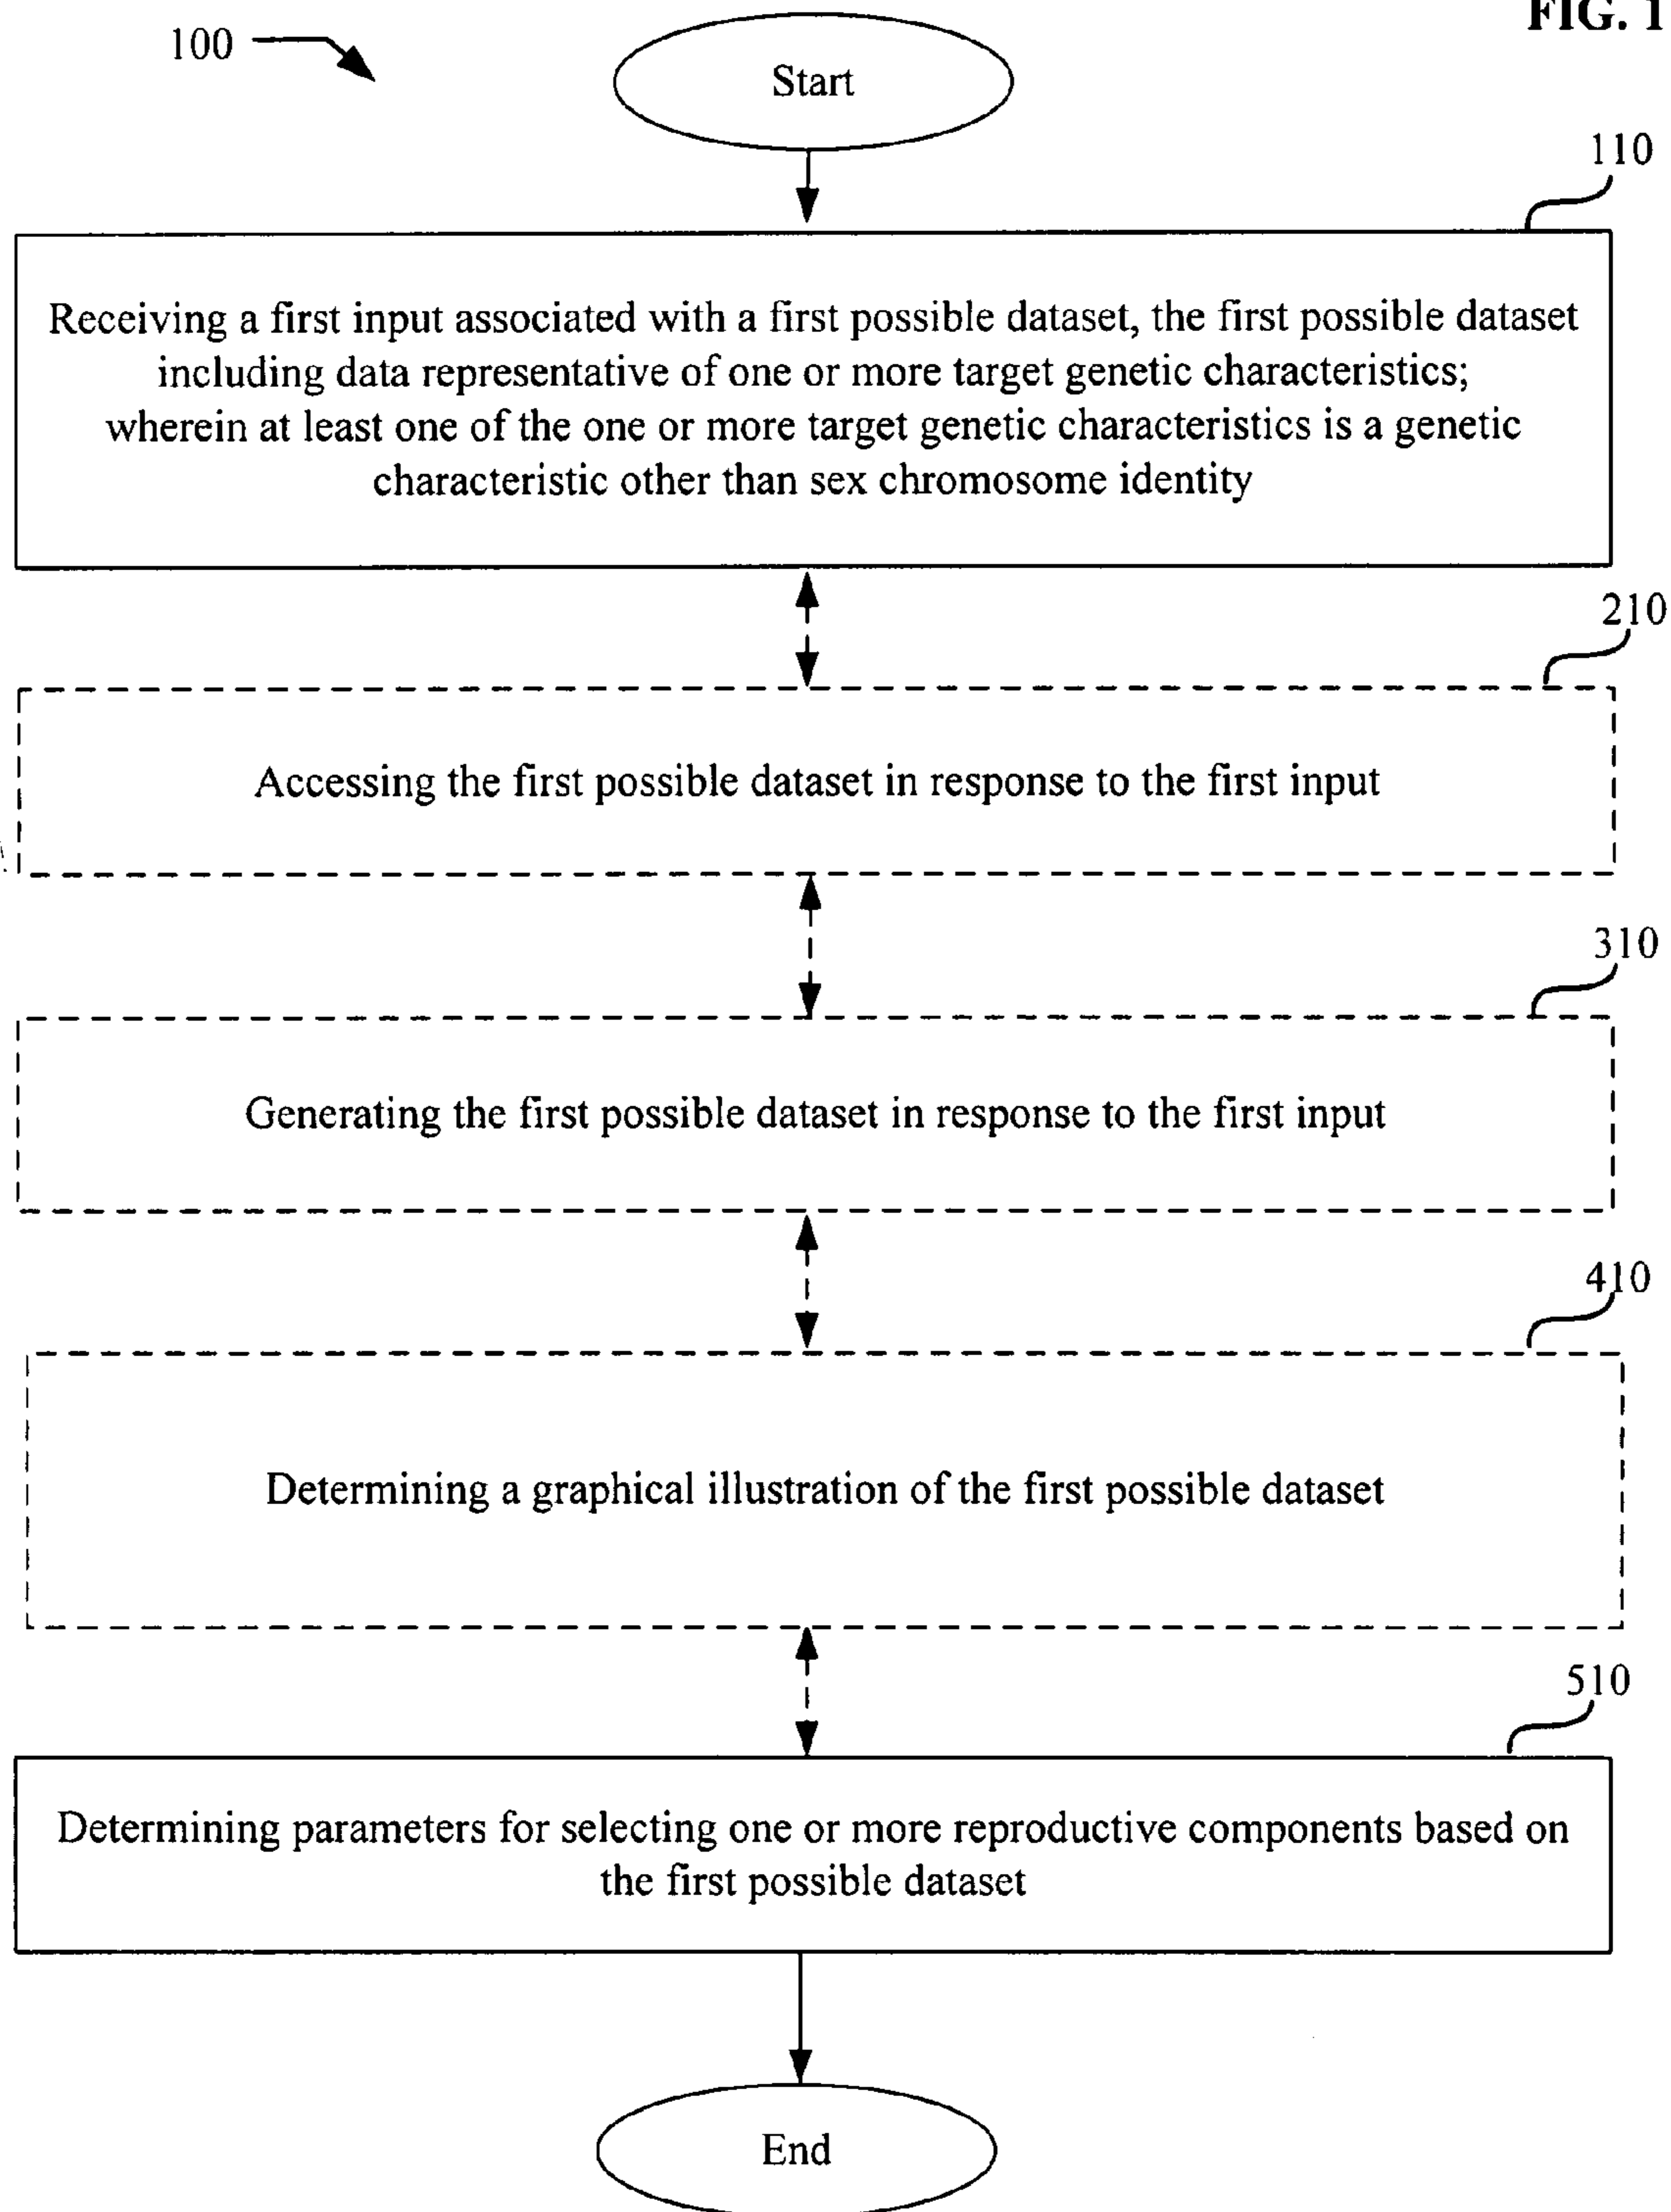 FIG. 1
100
Start
110
Receiving a first input associated with a first possible dataset, the first possible dataset
including data representative of one or more target genetic characteristics;
wherein at least one of the one or more target genetic characteristics is a genetic
characteristic other than sex chromosome identity
210
Accessing the first possible dataset in response to the first input
310
Generating the first possible dataset in response to the first input
410
Determining a graphical illustration of the first possible dataset
510
Determining parameters for selecting one or more reproductive components based on
the first possible dataset
End